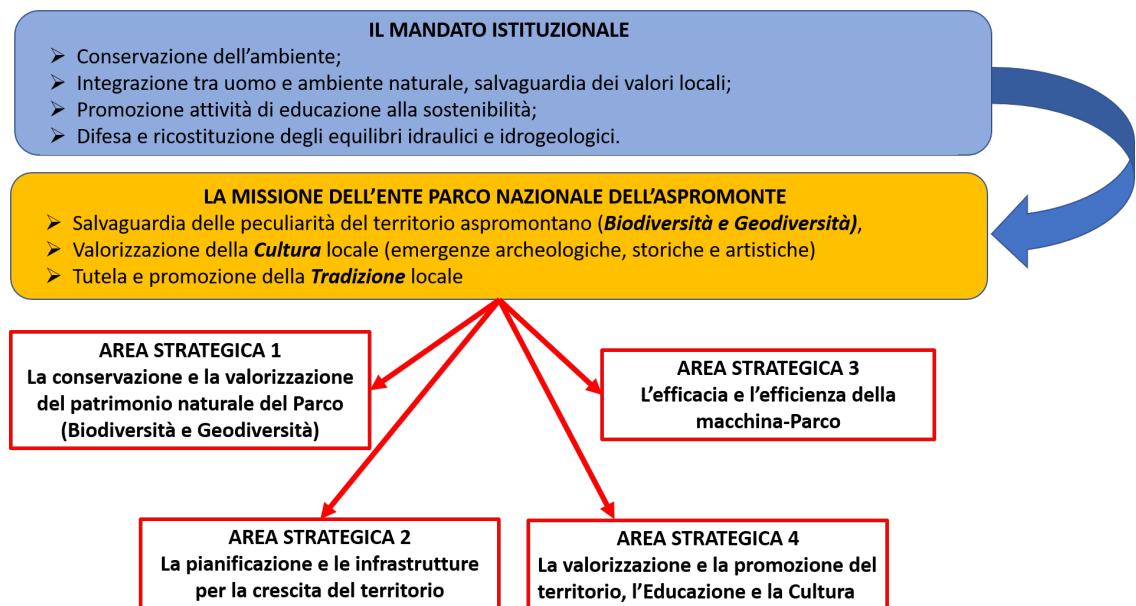 IL MANDATO ISTITUZIONALE
➢ Conservazione dell’ambiente;
➢ Integrazione tra uomo e ambiente naturale, salvaguardia dei valori locali;
➢ Promozione attività di educazione alla sostenibilità;
➢ Difesa e ricostituzione degli equilibri idraulici e idrogeologici.
LA MISSIONE DELL’ENTE PARCO NAZIONALE DELL’ASPROMONTE
➢ Salvaguardia delle peculiarità del territorio aspromontano (Biodiversità e Geodiversità),
➢ Valorizzazione della Cultura locale (emergenze archeologiche, storiche e artistiche)
➢ Tutela e promozione della Tradizione locale
AREA STRATEGICA 1
La conservazione e la valorizzazione
del patrimonio naturale del Parco
(Biodiversità e Geodiversità)
AREA STRATEGICA 3
L’efficacia e l’efficienza della
macchina-Parco
AREA STRATEGICA 2
La pianificazione e le infrastrutture
per la crescita del territorio
AREA STRATEGICA 4
La valorizzazione e la promozione del
territorio, l’Educazione e la Cultura